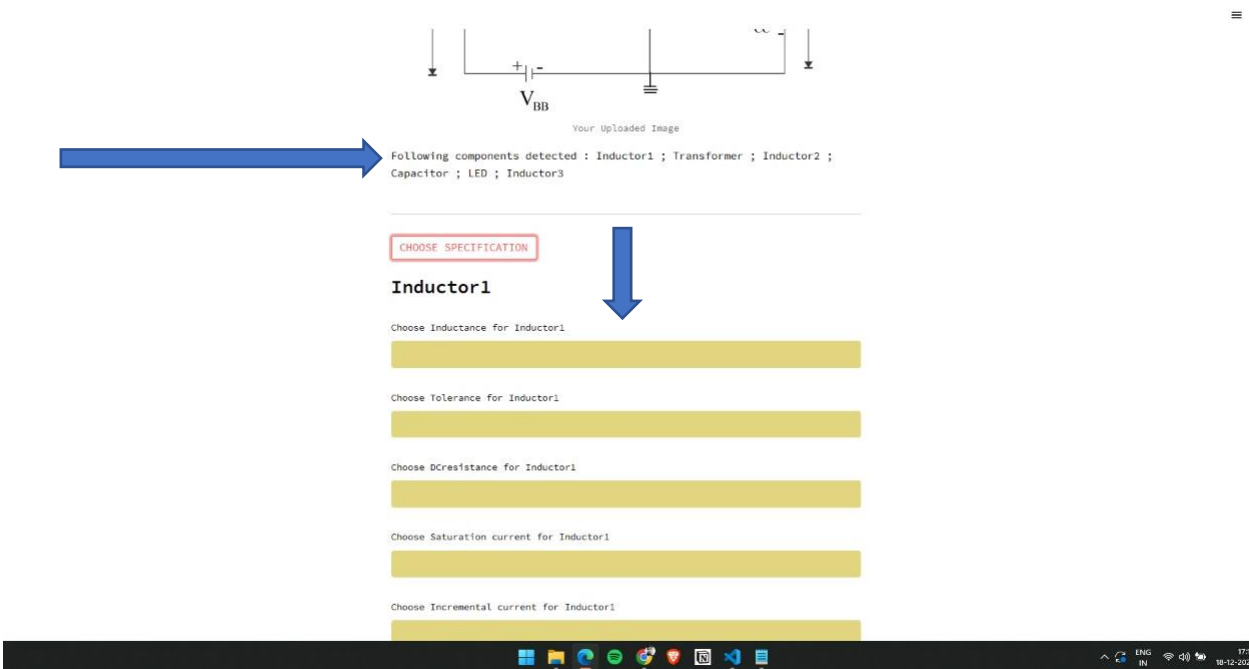 + -
V_BB
Your Uploaded Image
Following components detected : Inductor1 ; Transformer ; Inductor2 ;
Capacitor ; LED ; Inductor3
CHOOSE SPECIFICATION
Inductor1
Choose Inductance for Inductor1
Choose Tolerance for Inductor1
Choose DCresistance for Inductor1
Choose Saturation current for Inductor1
Choose Incremental current for Inductor1
ENG
IN